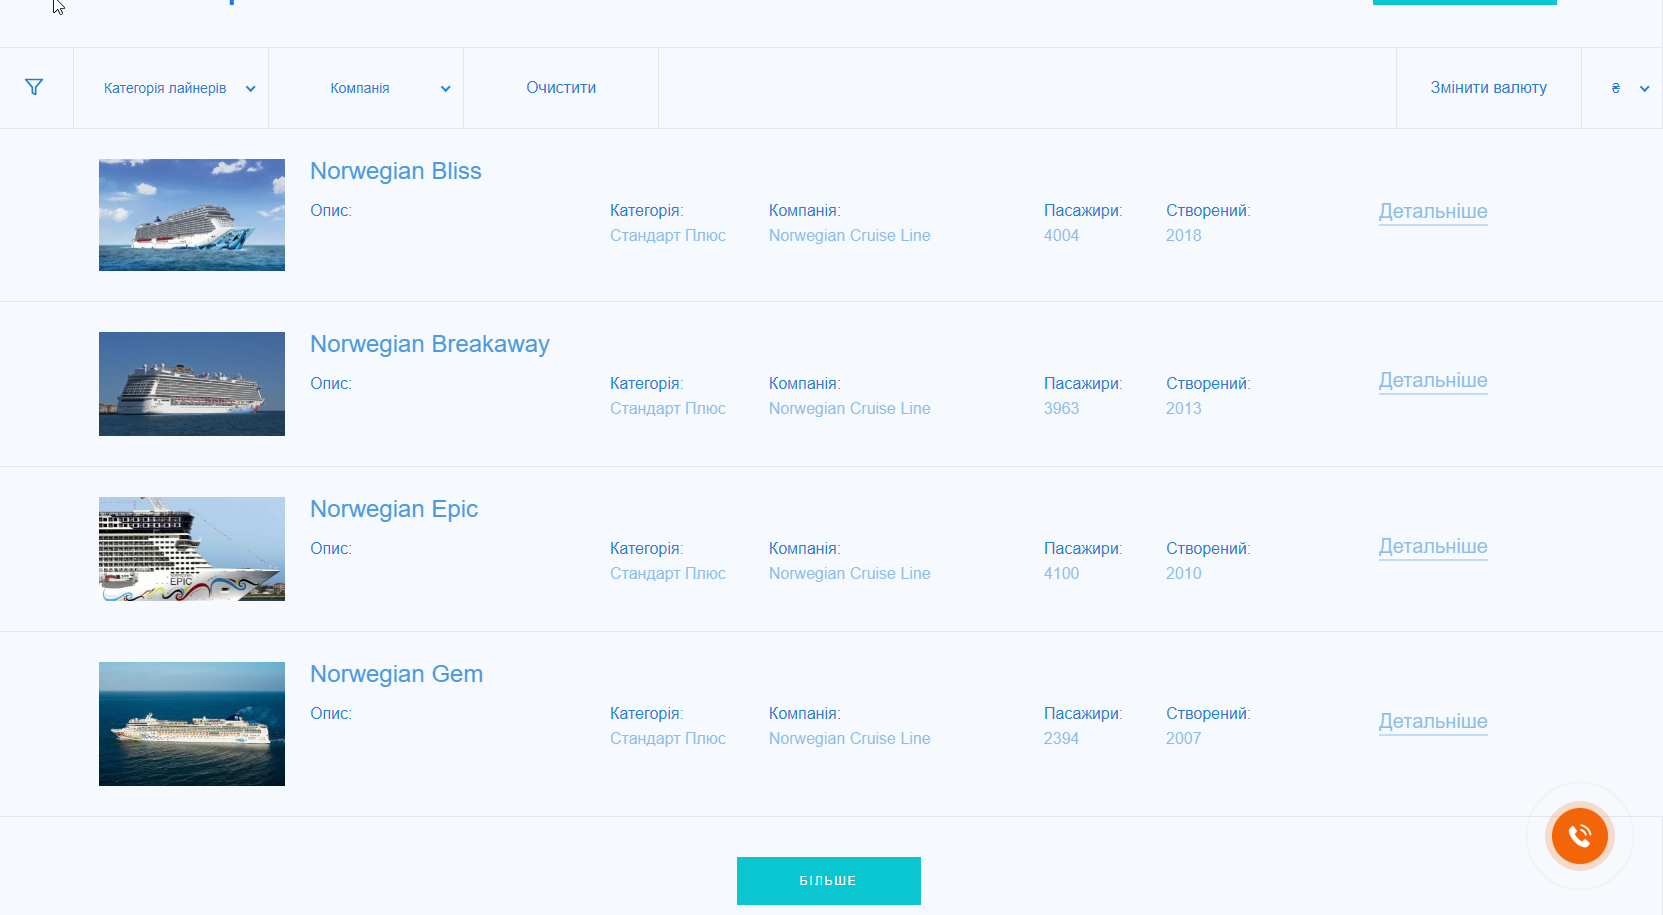 Категорія лайнерів
Компанія
Очистити
Змінити валюту
₴
Norwegian Bliss
Опис:
Категорія:
Компанія:
Пасажири:
Створений:
Детальніше
Стандарт Плюс
Norwegian Cruise Line
4004
2018
Norwegian Breakaway
Опис:
Категорія:
Компанія:
Пасажири:
Створений:
Детальніше
Стандарт Плюс
Norwegian Cruise Line
3963
2013
Norwegian Epic
Опис:
Категорія:
Компанія:
Пасажири:
Створений:
Детальніше
Стандарт Плюс
Norwegian Cruise Line
4100
2010
EPIC
Norwegian Gem
Опис:
Категорія:
Компанія:
Пасажири:
Створений:
Детальніше
Стандарт Плюс
Norwegian Cruise Line
2394
2007
БІЛЬШЕ